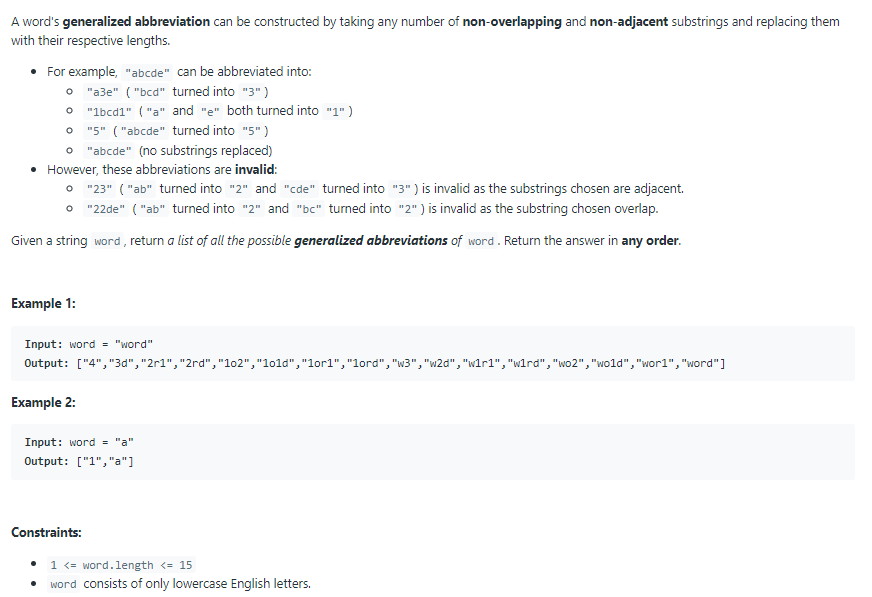 A word's generalized abbreviation can be constructed by taking any number of non-overlapping and non-adjacent substrings and replacing them
with their respective lengths.
• For example, "abcde" can be abbreviated into:
○ "a3e" ( "bcd" turned into "3" )
○ "1bcd1" ( "a" and "e" both turned into "1" )
○ "5" ( "abcde" turned into "5" )
○ "abcde" (no substrings replaced)
• However, these abbreviations are invalid:
○ "23" ( "ab" turned into "2" and "cde" turned into "3" ) is invalid as the substrings chosen are adjacent.
○ "22de" ( "ab" turned into "2" and "bc" turned into "2" ) is invalid as the substring chosen overlap.
Given a string word , return a list of all the possible generalized abbreviations of word . Return the answer in any order.
Example 1:
Input: word = "word"
Output: ["4","3d","2r1","2rd","1o2","1o1d","1or1","1ord","w3","w2d","w1r1","w1rd","wo2","wo1d","wor1","word"]
Example 2:
Input: word = "a"
Output: ["1","a"]
Constraints:
• 1 <= word.length <= 15
• word consists of only lowercase English letters.